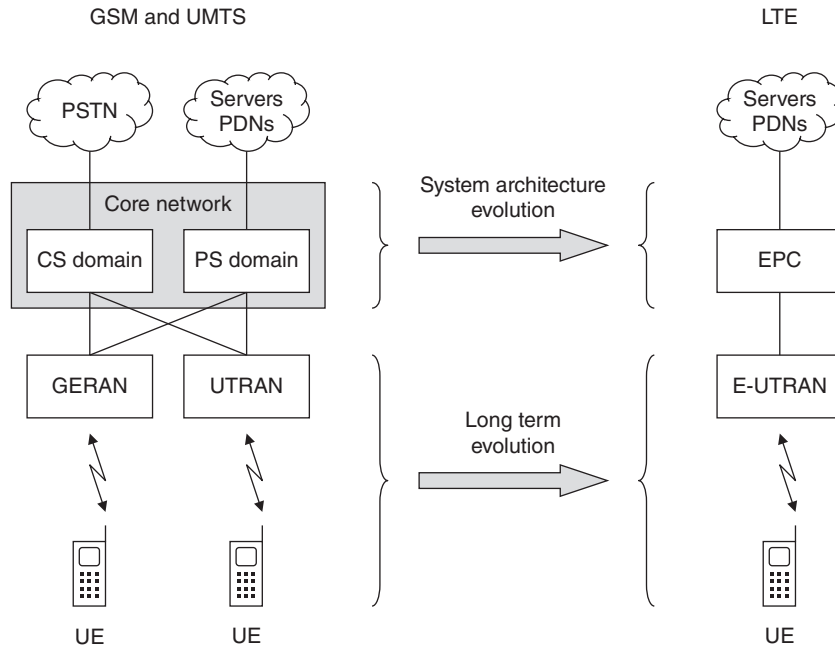 GSM and UMTS
LTE
PSTN
Servers
PDNs
Servers
PDNs
Core network
System architecture
evolution
CS domain
PS domain
EPC
GERAN
UTRAN
E-UTRAN
Long term
evolution
UE
UE
UE